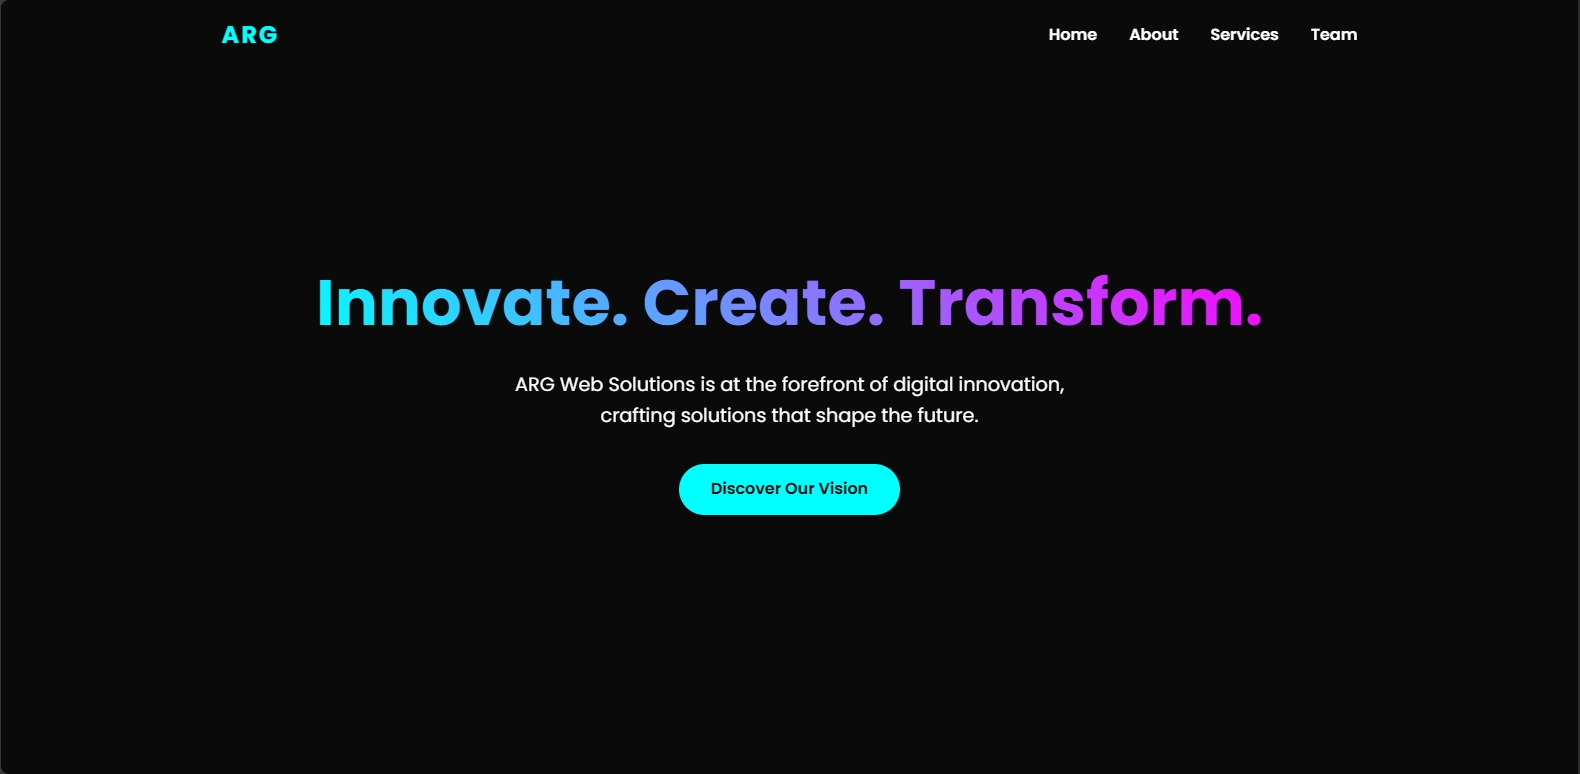 ARG
Home About Services Team
Innovate. Create. Transform.
ARG Web Solutions is at the forefront of digital innovation,
crafting solutions that shape the future.
Discover Our Vision